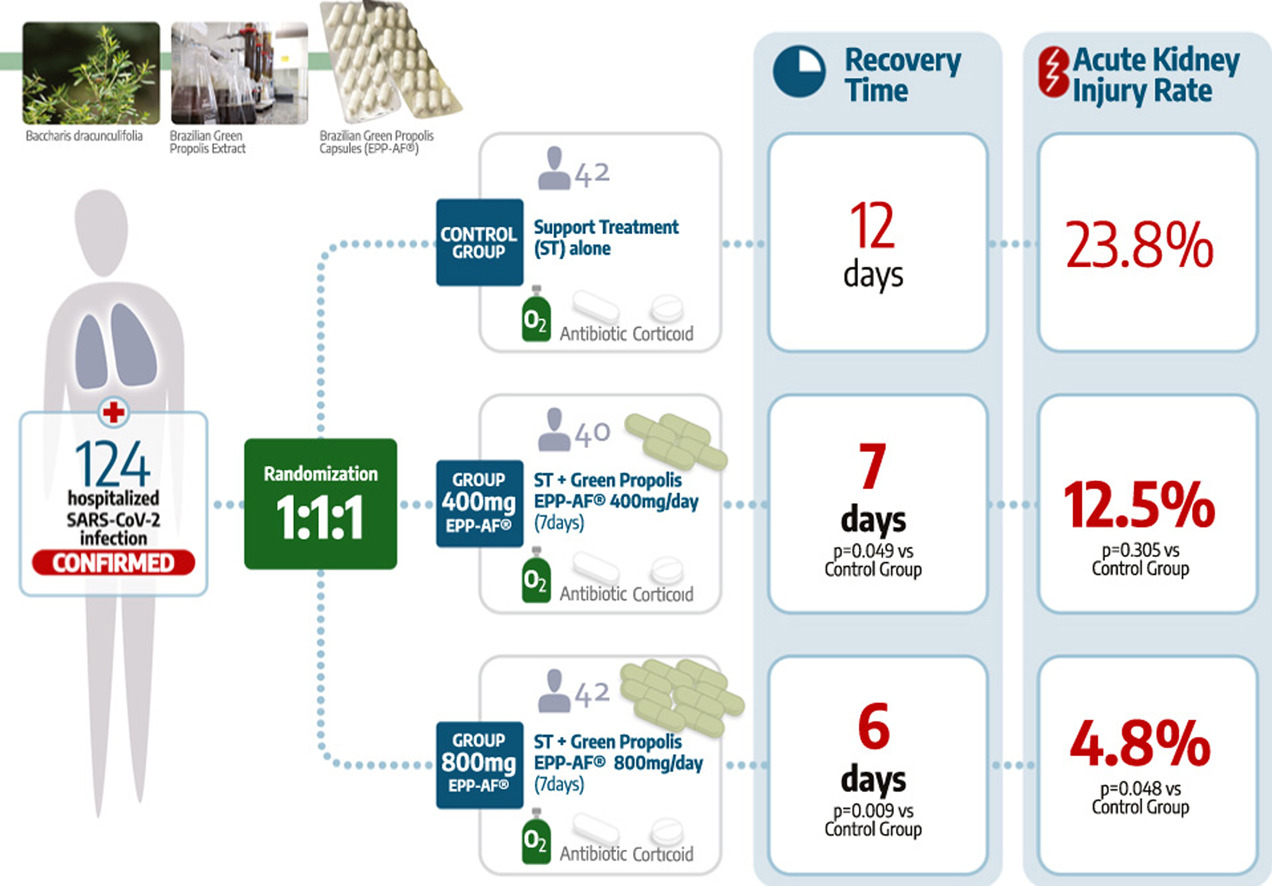 Baccharis dracunculifolia
Brazilian Green
Propolis Extract
Brazilian Green Propolis
Capsules (EPP-AF®)
Recovery
Time
Acute Kidney
Injury Rate
124
hospitalized
SARS-CoV-2
infection
CONFIRMED
Randomization
1:1:1
42
CONTROL
GROUP
Support Treatment
(ST) alone
O2
Antibiotic Corticoid
12
days
23.8%
40
GROUP
400mg
EPP-AF®
ST + Green Propolis
EPP-AF® 400mg/day
(7days)
O2
Antibiotic Corticoid
7
days
p=0.049 vs
Control Group
12.5%
p=0.305 vs
Control Group
42
GROUP
800mg
EPP-AF®
ST + Green Propolis
EPP-AF® 800mg/day
(7days)
O2
Antibiotic Corticoid
6
days
p=0.009 vs
Control Group
4.8%
p=0.048 vs
Control Group